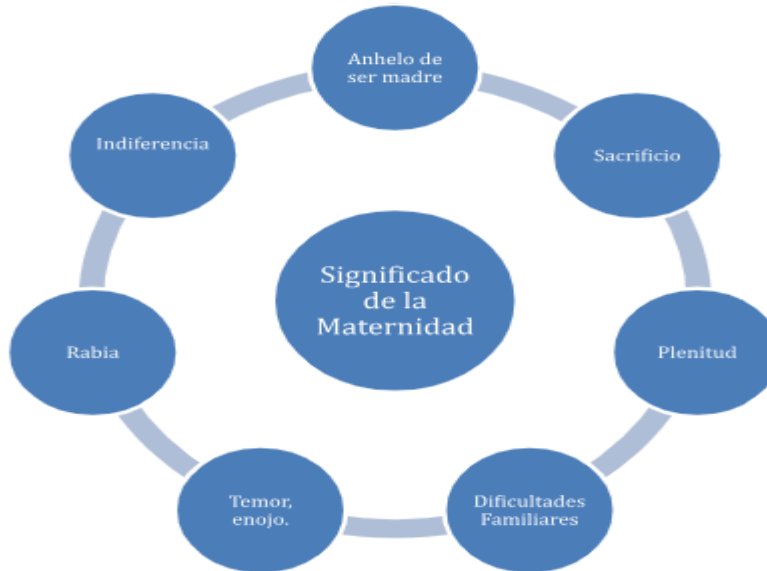 Anhelo de
ser madre
Indiferencia
Sacrificio
Significado
de la
Maternidad
Rabia
Plenitud
Temor,
enojo.
Dificultades
Familiares